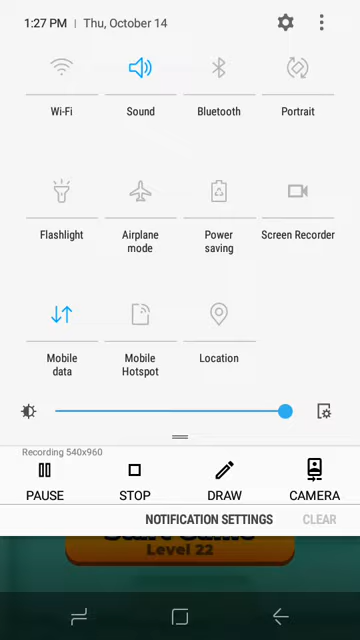 1:27 PM | Thu, October 14
Wi-Fi
Sound
Bluetooth
Portrait
Flashlight
Airplane
mode
Power
saving
Screen Recorder
Mobile
data
Mobile
Hotspot
Location
Recording 540x960
PAUSE
STOP
DRAW
CAMERA
NOTIFICATION SETTINGS
CLEAR
Level 22